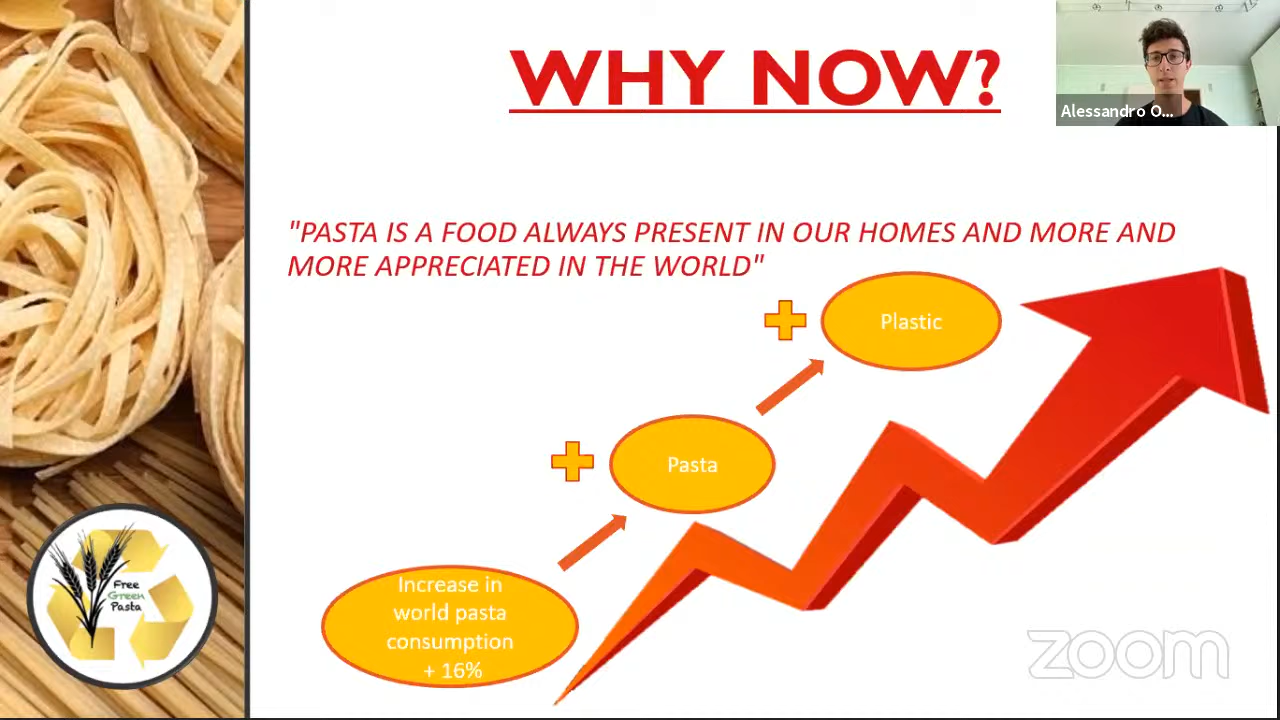 WHY NOW?
Alessandro O...
"PASTA IS A FOOD ALWAYS PRESENT IN OUR HOMES AND MORE AND
MORE APPRECIATED IN THE WORLD"
Plastic
Pasta
Increase in
world pasta
consumption
+ 16%
Free
Green
Pasta
zoom